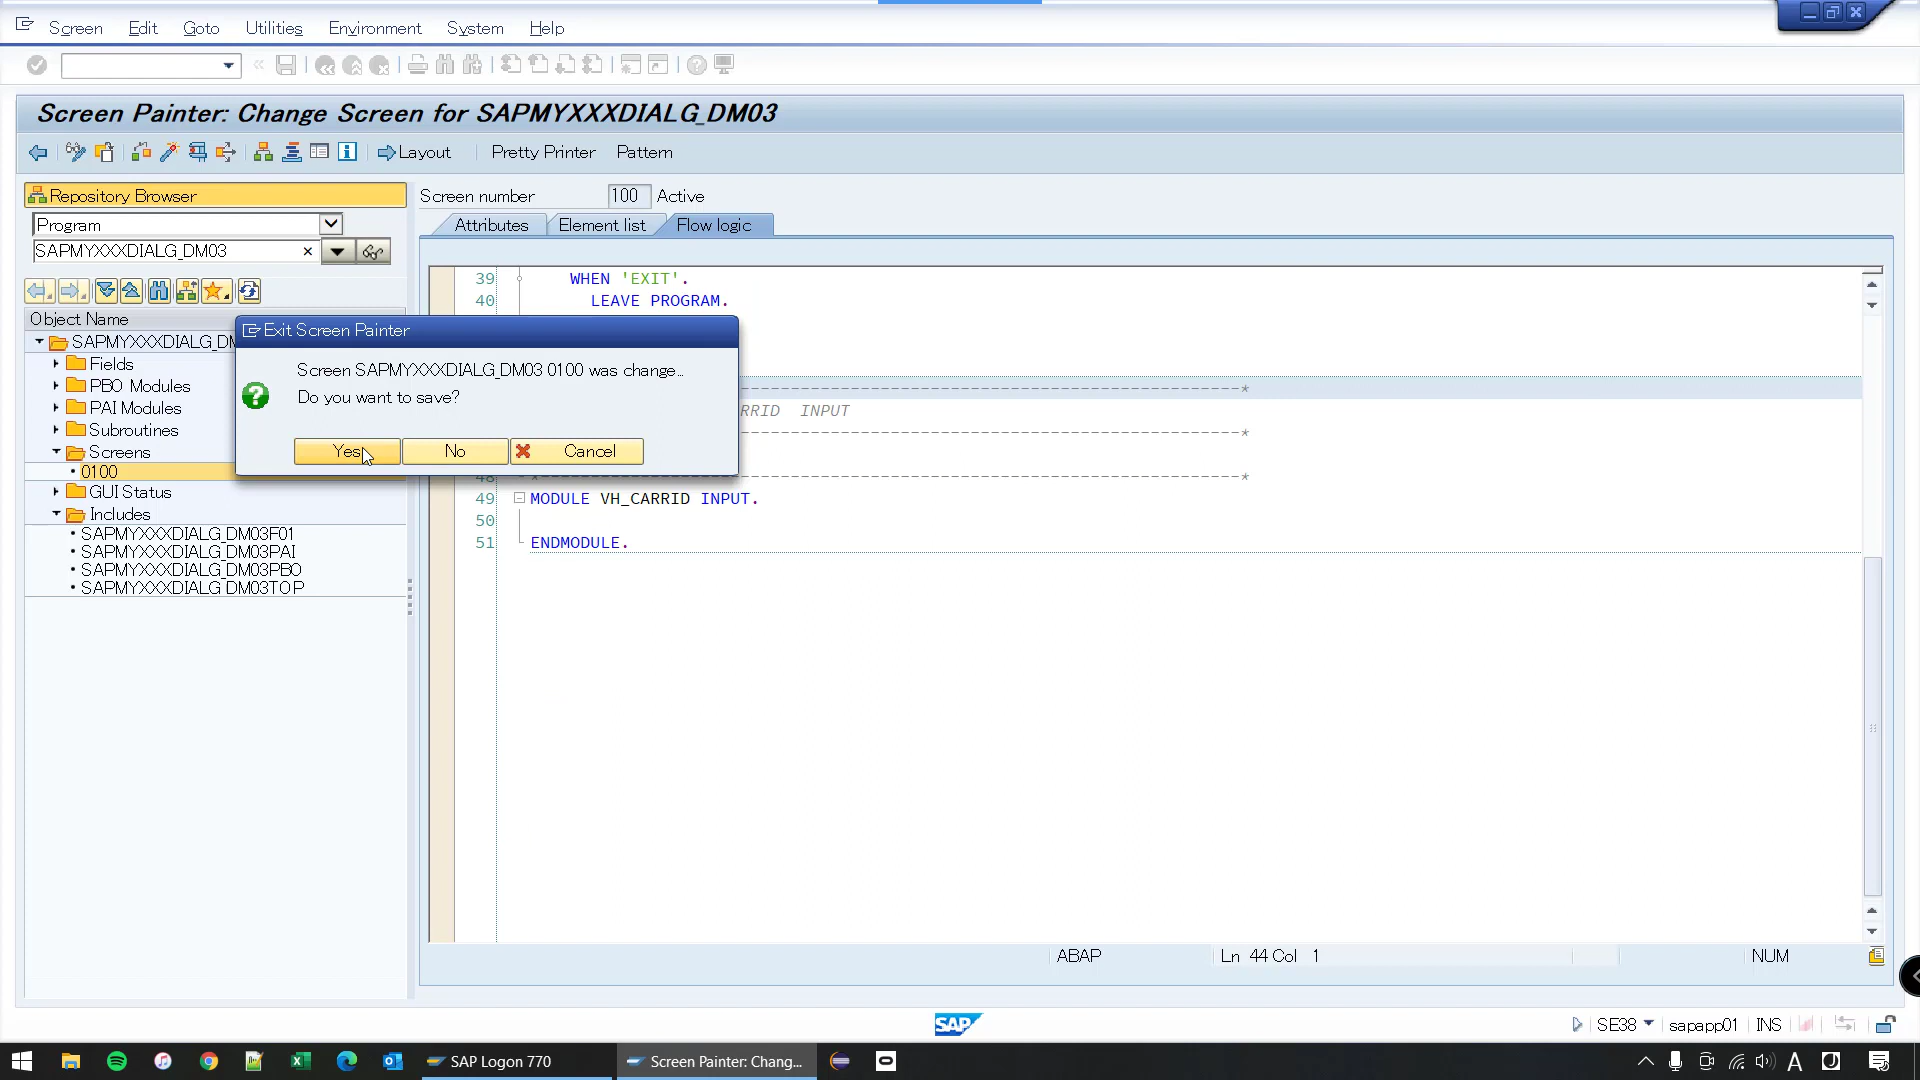 Screen Edit Goto Utilities Environment System Help
Screen Painter: Change Screen for SAPMYXXXDIALG_DM03
Layout Pretty Printer Pattern
Repository Browser
Program
SAPMYXXXDIALG_DM03
Object Name
SAPMYXXXDIALG_DM
Fields
PBO Modules
PAI Modules
Subroutines
Screens
0100
GUI Status
Includes
SAPMYXXXDIALG_DM03F01
SAPMYXXXDIALG_DM03PAI
SAPMYXXXDIALG_DM03PBO
SAPMYXXXDIALG_DM03TOP
Screen number 100 Active
Attributes Element list Flow logic
39 WHEN 'EXIT'.
40 LEAVE PROGRAM.
Exit Screen Painter
Screen SAPMYXXXDIALG_DM03 0100 was change...
Do you want to save?
Yes No Cancel
----------------------------------------------------*
RRID INPUT
----------------------------------------------------*
48 *----------------------------------------------------------------------*
49 MODULE VH_CARRID INPUT.
50
51 ENDMODULE.
ABAP Ln 44 Col 1 NUM
SAP
SE38 sapapp01 INS
SAP Logon 770 Screen Painter: Chang... A